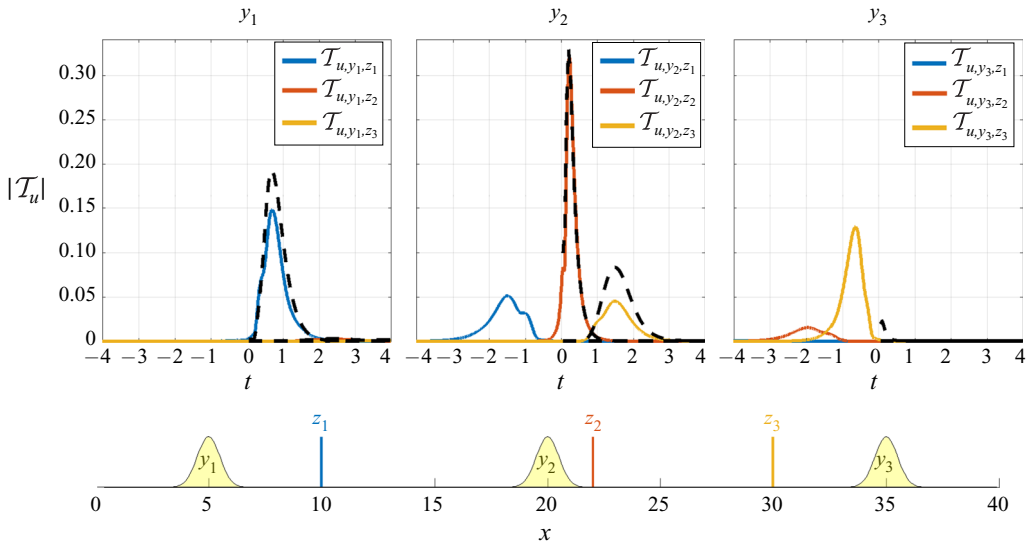 y1 y2 y3
𝒯u,y1,z1 𝒯u,y2,z1 𝒯u,y3,z1
𝒯u,y1,z2 𝒯u,y2,z2 𝒯u,y3,z2
𝒯u,y1,z3 𝒯u,y2,z3 𝒯u,y3,z3
0.30
0.25
0.20
0.15
|𝒯u|
0.10
0.05
0
−4 −3 −2 −1 0 1 2 3 4 −4 −3 −2 −1 0 1 2 3 4 −4 −3 −2 −1 0 1 2 3 4
t t t
z1 z2 z3
y1 y2 y3
0 5 10 15 20 25 30 35 40
x